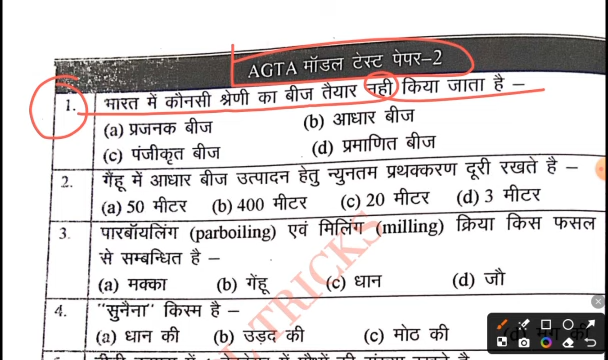 AGTA मॉडल टेस्ट पेपर–2
1. भारत में कौनसी श्रेणी का बीज तैयार नही किया जाता है –
(a) प्रजनक बीज (b) आधार बीज
(c) पंजीकृत बीज (d) प्रमाणित बीज
2. गेंहू में आधार बीज उत्पादन हेतु न्युनतम प्रथक्करण दूरी रखते है –
(a) 50 मीटर (b) 400 मीटर (c) 20 मीटर (d) 3 मीटर
3. पारबॉयलिंग (parboiling) एवं मिलिंग (milling) क्रिया किस फसल
से सम्बन्धित है –
(a) मक्का (b) गेंहू (c) धान (d) जौ
4. "सुनैना" किस्म है –
(a) धान की (b) उड़द की (c) मोठ की (d) मूंग की
TRICKS